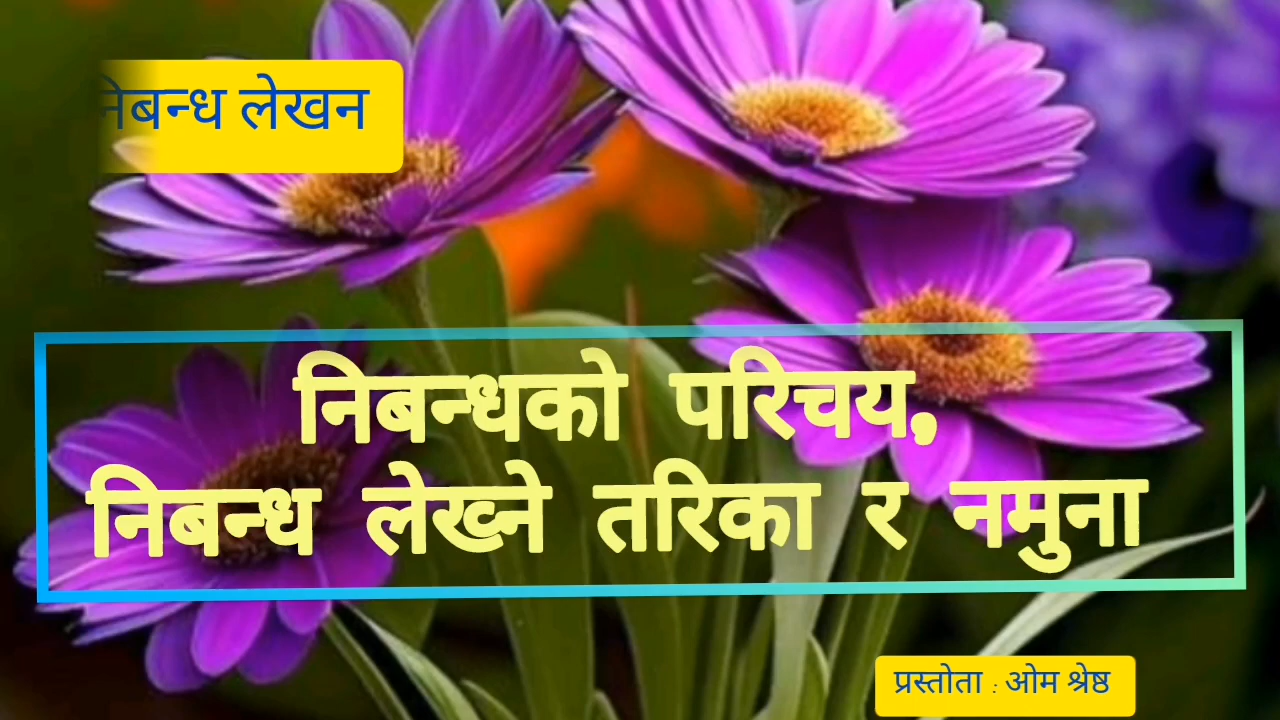 निबन्ध लेखन
निबन्धको परिचय,
निबन्ध लेख्ने तरिका र नमुना
प्रस्तोता : ओम श्रेष्ठ